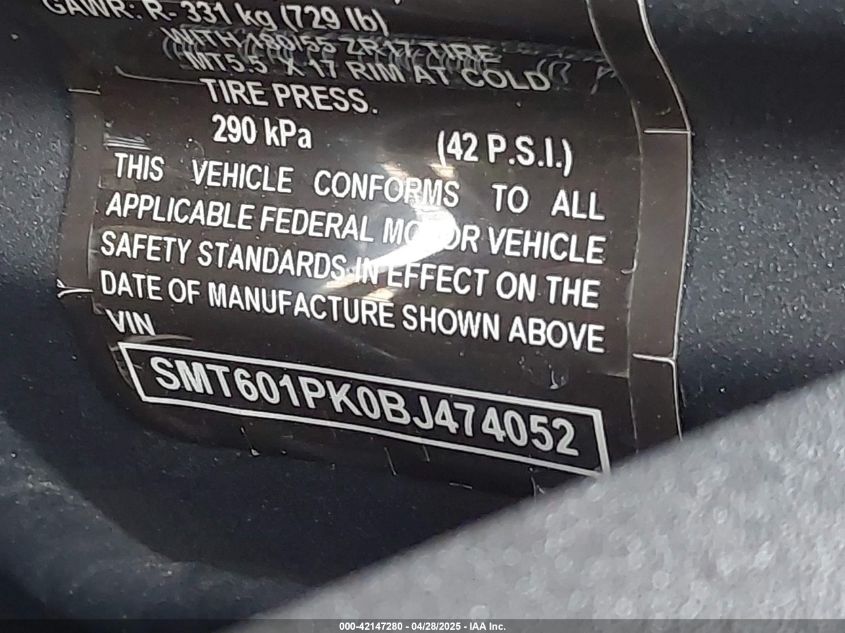 GAWR: R- 331 kg (729 lb)
WITH 180/55 ZR17 TIRE
MT5.5 X 17 RIM AT COLD
TIRE PRESS.
290 kPa (42 P.S.I.)
THIS VEHICLE CONFORMS TO ALL
APPLICABLE FEDERAL MOTOR VEHICLE
SAFETY STANDARDS IN EFFECT ON THE
DATE OF MANUFACTURE SHOWN ABOVE
VIN
SMT601PK0BJ474052
000-42147280 - 04/28/2025 - IAA Inc.